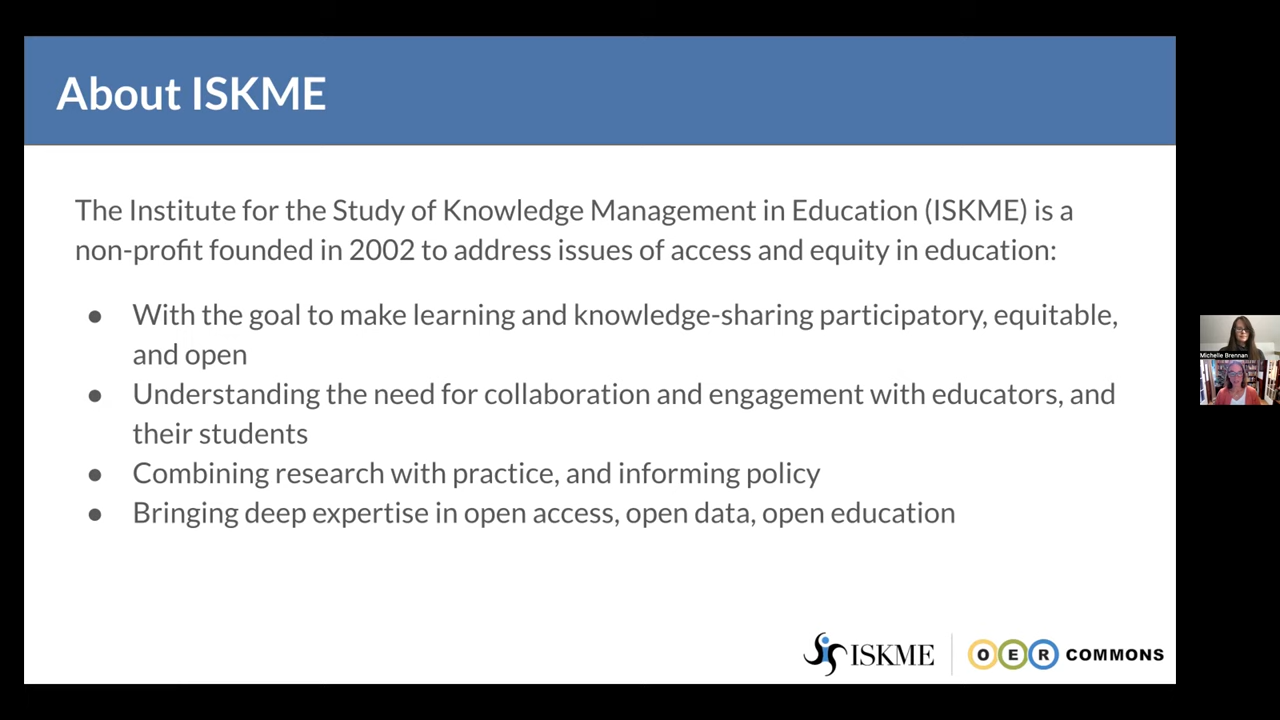 About ISKME
The Institute for the Study of Knowledge Management in Education (ISKME) is a
non-profit founded in 2002 to address issues of access and equity in education:
● With the goal to make learning and knowledge-sharing participatory, equitable,
and open
● Understanding the need for collaboration and engagement with educators, and
their students
● Combining research with practice, and informing policy
● Bringing deep expertise in open access, open data, open education
Michelle Brennan
ISKME
OER COMMONS